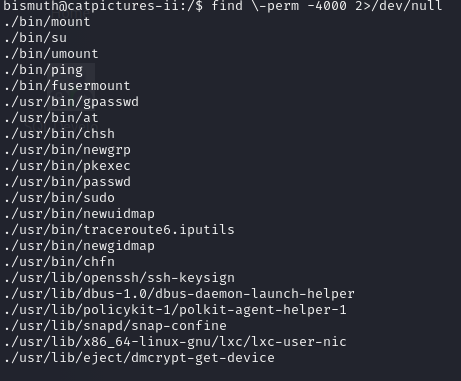 bismuth@catpictures-ii:/$ find \-perm -4000 2>/dev/null
./bin/mount
./bin/su
./bin/umount
./bin/ping
./bin/fusermount
./usr/bin/gpasswd
./usr/bin/at
./usr/bin/chsh
./usr/bin/newgrp
./usr/bin/pkexec
./usr/bin/passwd
./usr/bin/sudo
./usr/bin/newuidmap
./usr/bin/traceroute6.iputils
./usr/bin/newgidmap
./usr/bin/chfn
./usr/lib/openssh/ssh-keysign
./usr/lib/dbus-1.0/dbus-daemon-launch-helper
./usr/lib/policykit-1/polkit-agent-helper-1
./usr/lib/snapd/snap-confine
./usr/lib/x86_64-linux-gnu/lxc/lxc-user-nic
./usr/lib/eject/dmcrypt-get-device